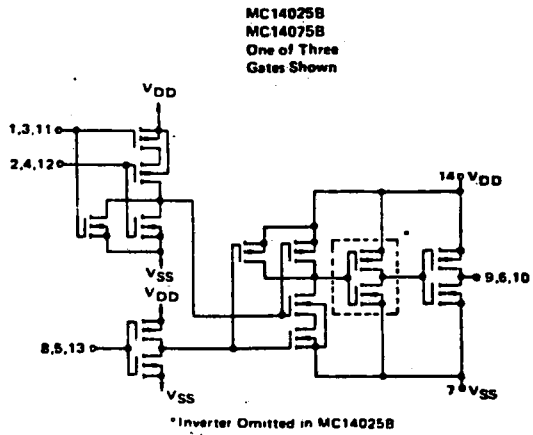 MC14025B
MC14075B
One of Three
Gates Shown
VDD
1,3,11
2,4,12
14 VDD
*
9,6,10
VSS
VDD
8,5,13
VSS
7 VSS
*Inverter Omitted in MC14025B